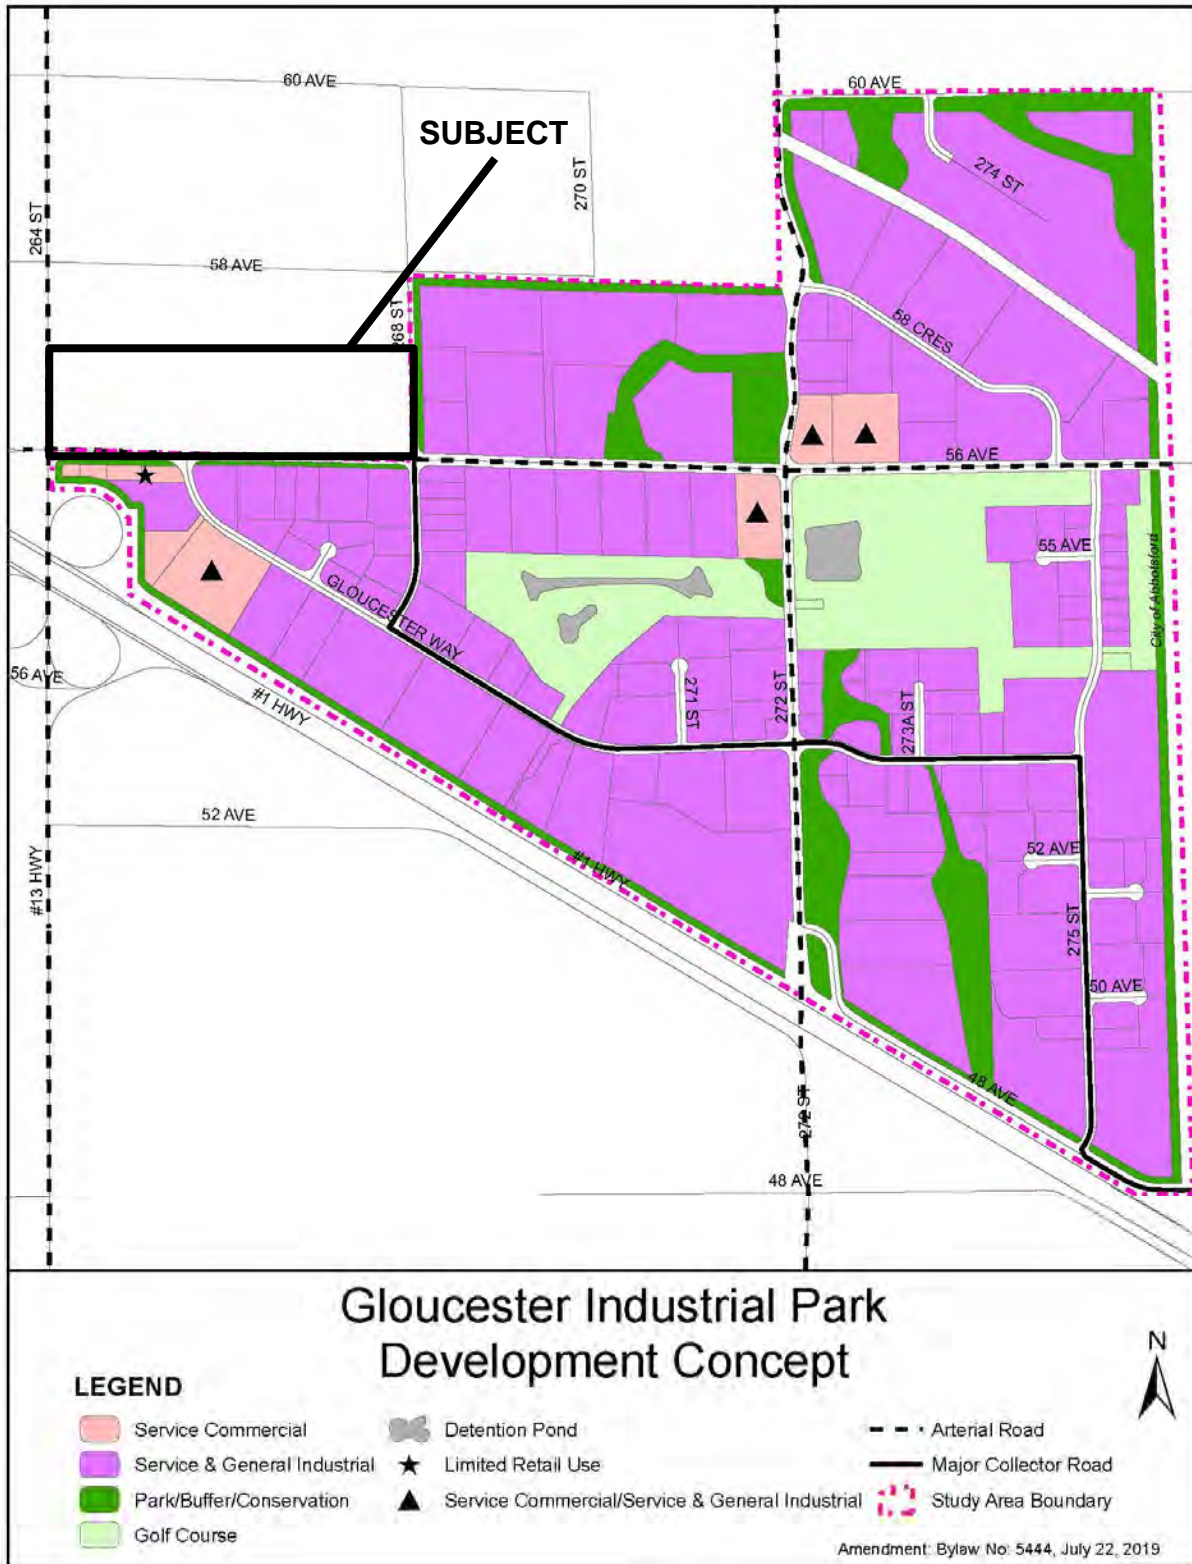 60 AVE
60 AVE
SUBJECT
270 ST
274 ST
264 ST
58 AVE
268 ST
58 CRES
56 AVE
55 AVE
City of Abbotsford
GLOUCESTER WAY
56 AVE
#1 HWY
271 ST
272 ST
273A ST
52 AVE
#1 HWY
52 AVE
#13 HWY
275 ST
50 AVE
48 AVE
272 ST
48 AVE
Gloucester Industrial Park
Development Concept
N
LEGEND
Service Commercial
Service & General Industrial
Park/Buffer/Conservation
Golf Course
Detention Pond
Limited Retail Use
Service Commercial/Service & General Industrial
Arterial Road
Major Collector Road
Study Area Boundary
Amendment: Bylaw No: 5444, July 22, 2019